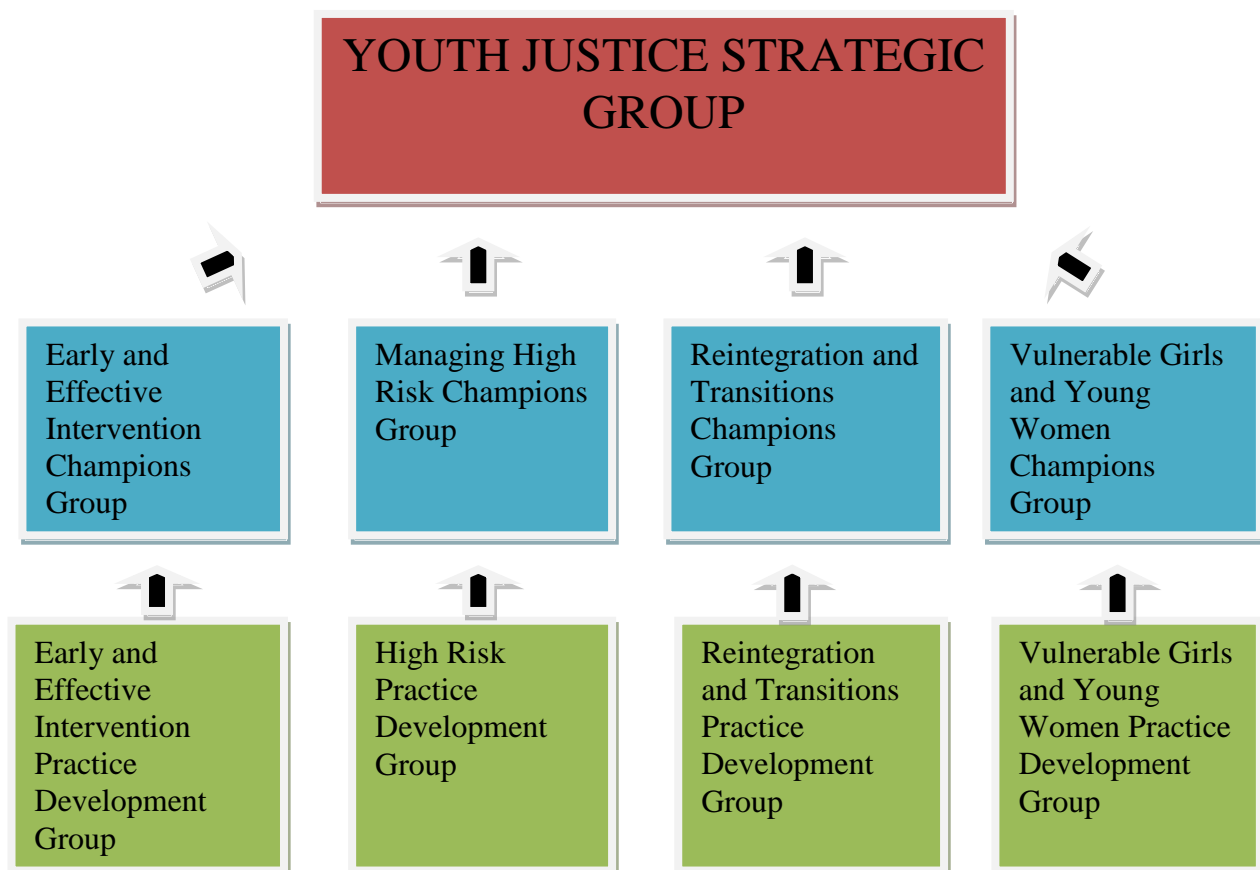 YOUTH JUSTICE STRATEGIC
GROUP
Early and
Effective
Intervention
Champions
Group
Managing High
Risk Champions
Group
Reintegration and
Transitions
Champions
Group
Vulnerable Girls
and Young
Women
Champions
Group
Early and
Effective
Intervention
Practice
Development
Group
High Risk
Practice
Development
Group
Reintegration
and Transitions
Practice
Development
Group
Vulnerable Girls
and Young
Women Practice
Development
Group